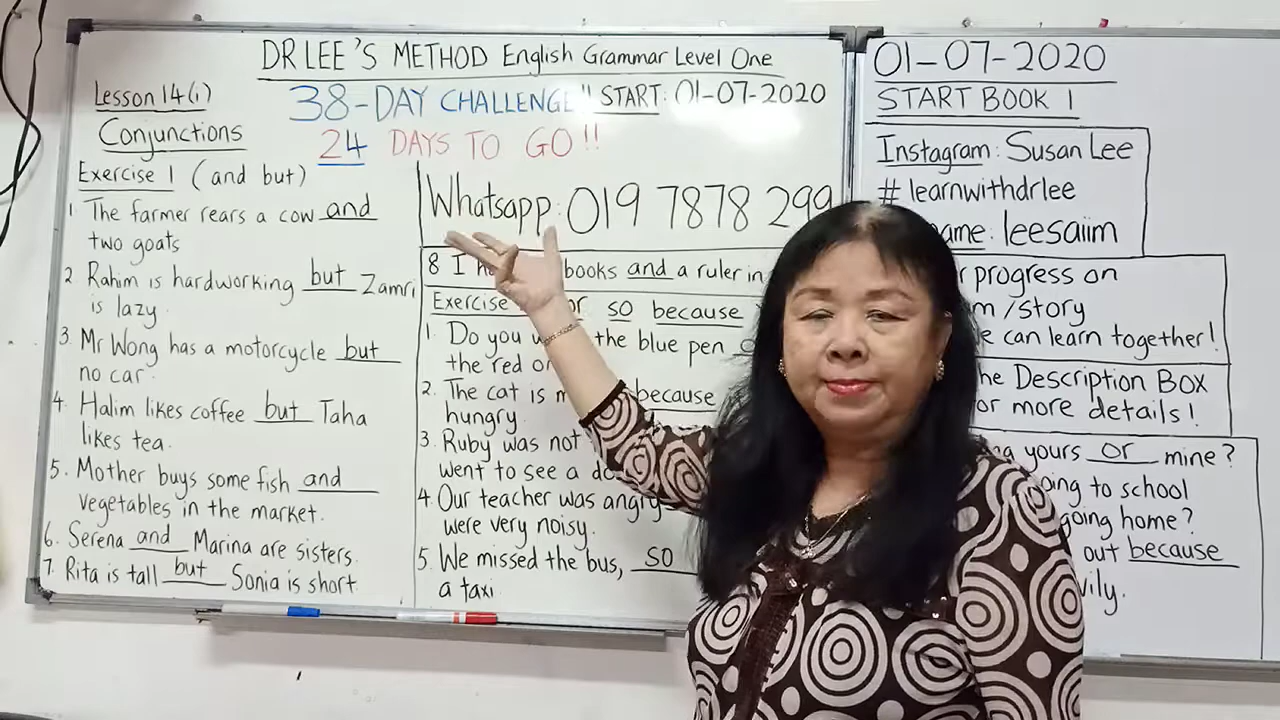 DR LEE'S METHOD English Grammar Level One
Lesson 14(i)
38-DAY CHALLENGE!! START: 01-07-2020
Conjunctions
24 DAYS TO GO!!
Exercise 1 (and but)
1 The farmer rears a cow and
two goats
2 Rahim is hardworking but Zamri
is lazy.
3. Mr Wong has a motorcycle but
no car.
4. Halim likes coffee but Taha
likes tea.
5. Mother buys some fish and
vegetables in the market.
6. Serena and Marina are sisters.
7. Rita is tall but Sonia is short
Whatsapp: 019 7878 299
8 I books and a ruler in
Exercise or so because
1. Do you the blue pen
the red
2. The cat is because
hungry.
3. Ruby was not
went to see a
4 Our teacher was angry
were very noisy.
5. We missed the bus, so
a taxi
01-07-2020
START BOOK 1
Instagram: Susan Lee
#learnwithdrlee
leesaiim
progress on
/story
can learn together!
Description Box
or more details!
yours or mine?
to school
going home?
out because